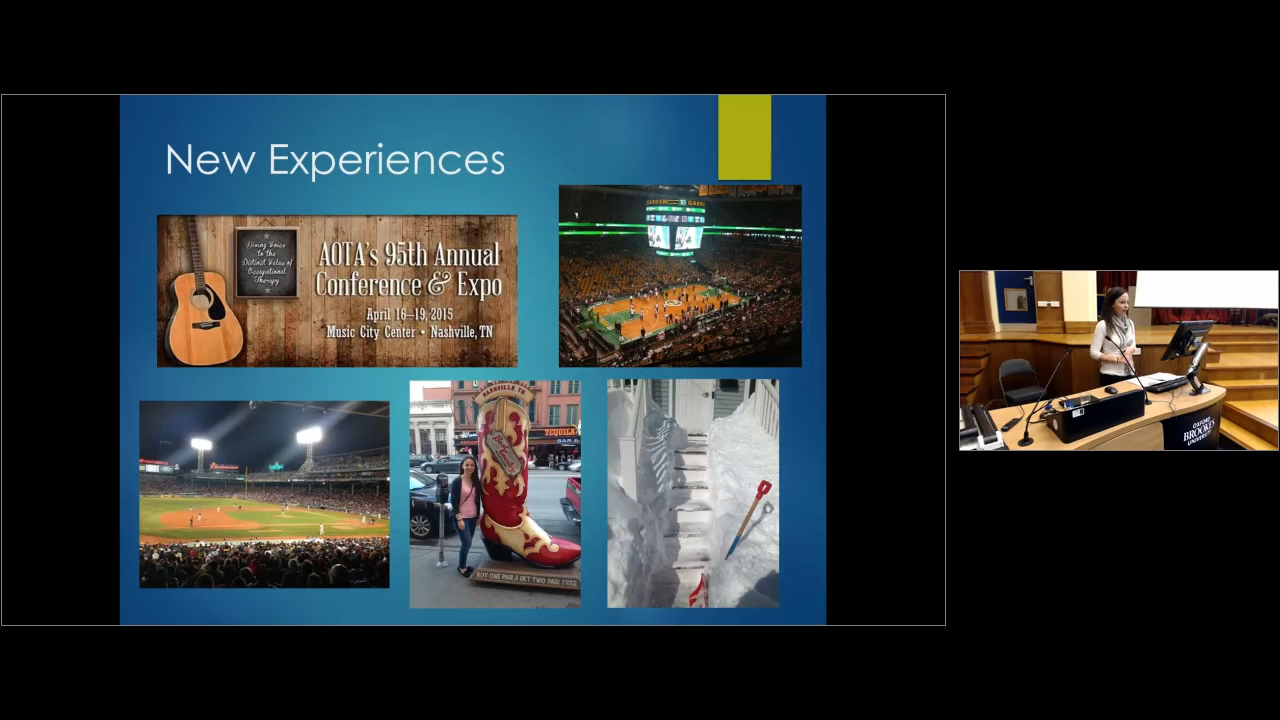 New Experiences
Giving Voice
to the
Distinct Value of
Occupational
Therapy
AOTA's 95th Annual
Conference & Expo
April 16–19, 2015
Music City Center • Nashville, TN
GARDEN
Budweiser
NASHVILLE TN
TEQUILA
BUY ONE PAIR GET TWO PAIR FREE
OXFORD
BROOKES
UNIVERSITY